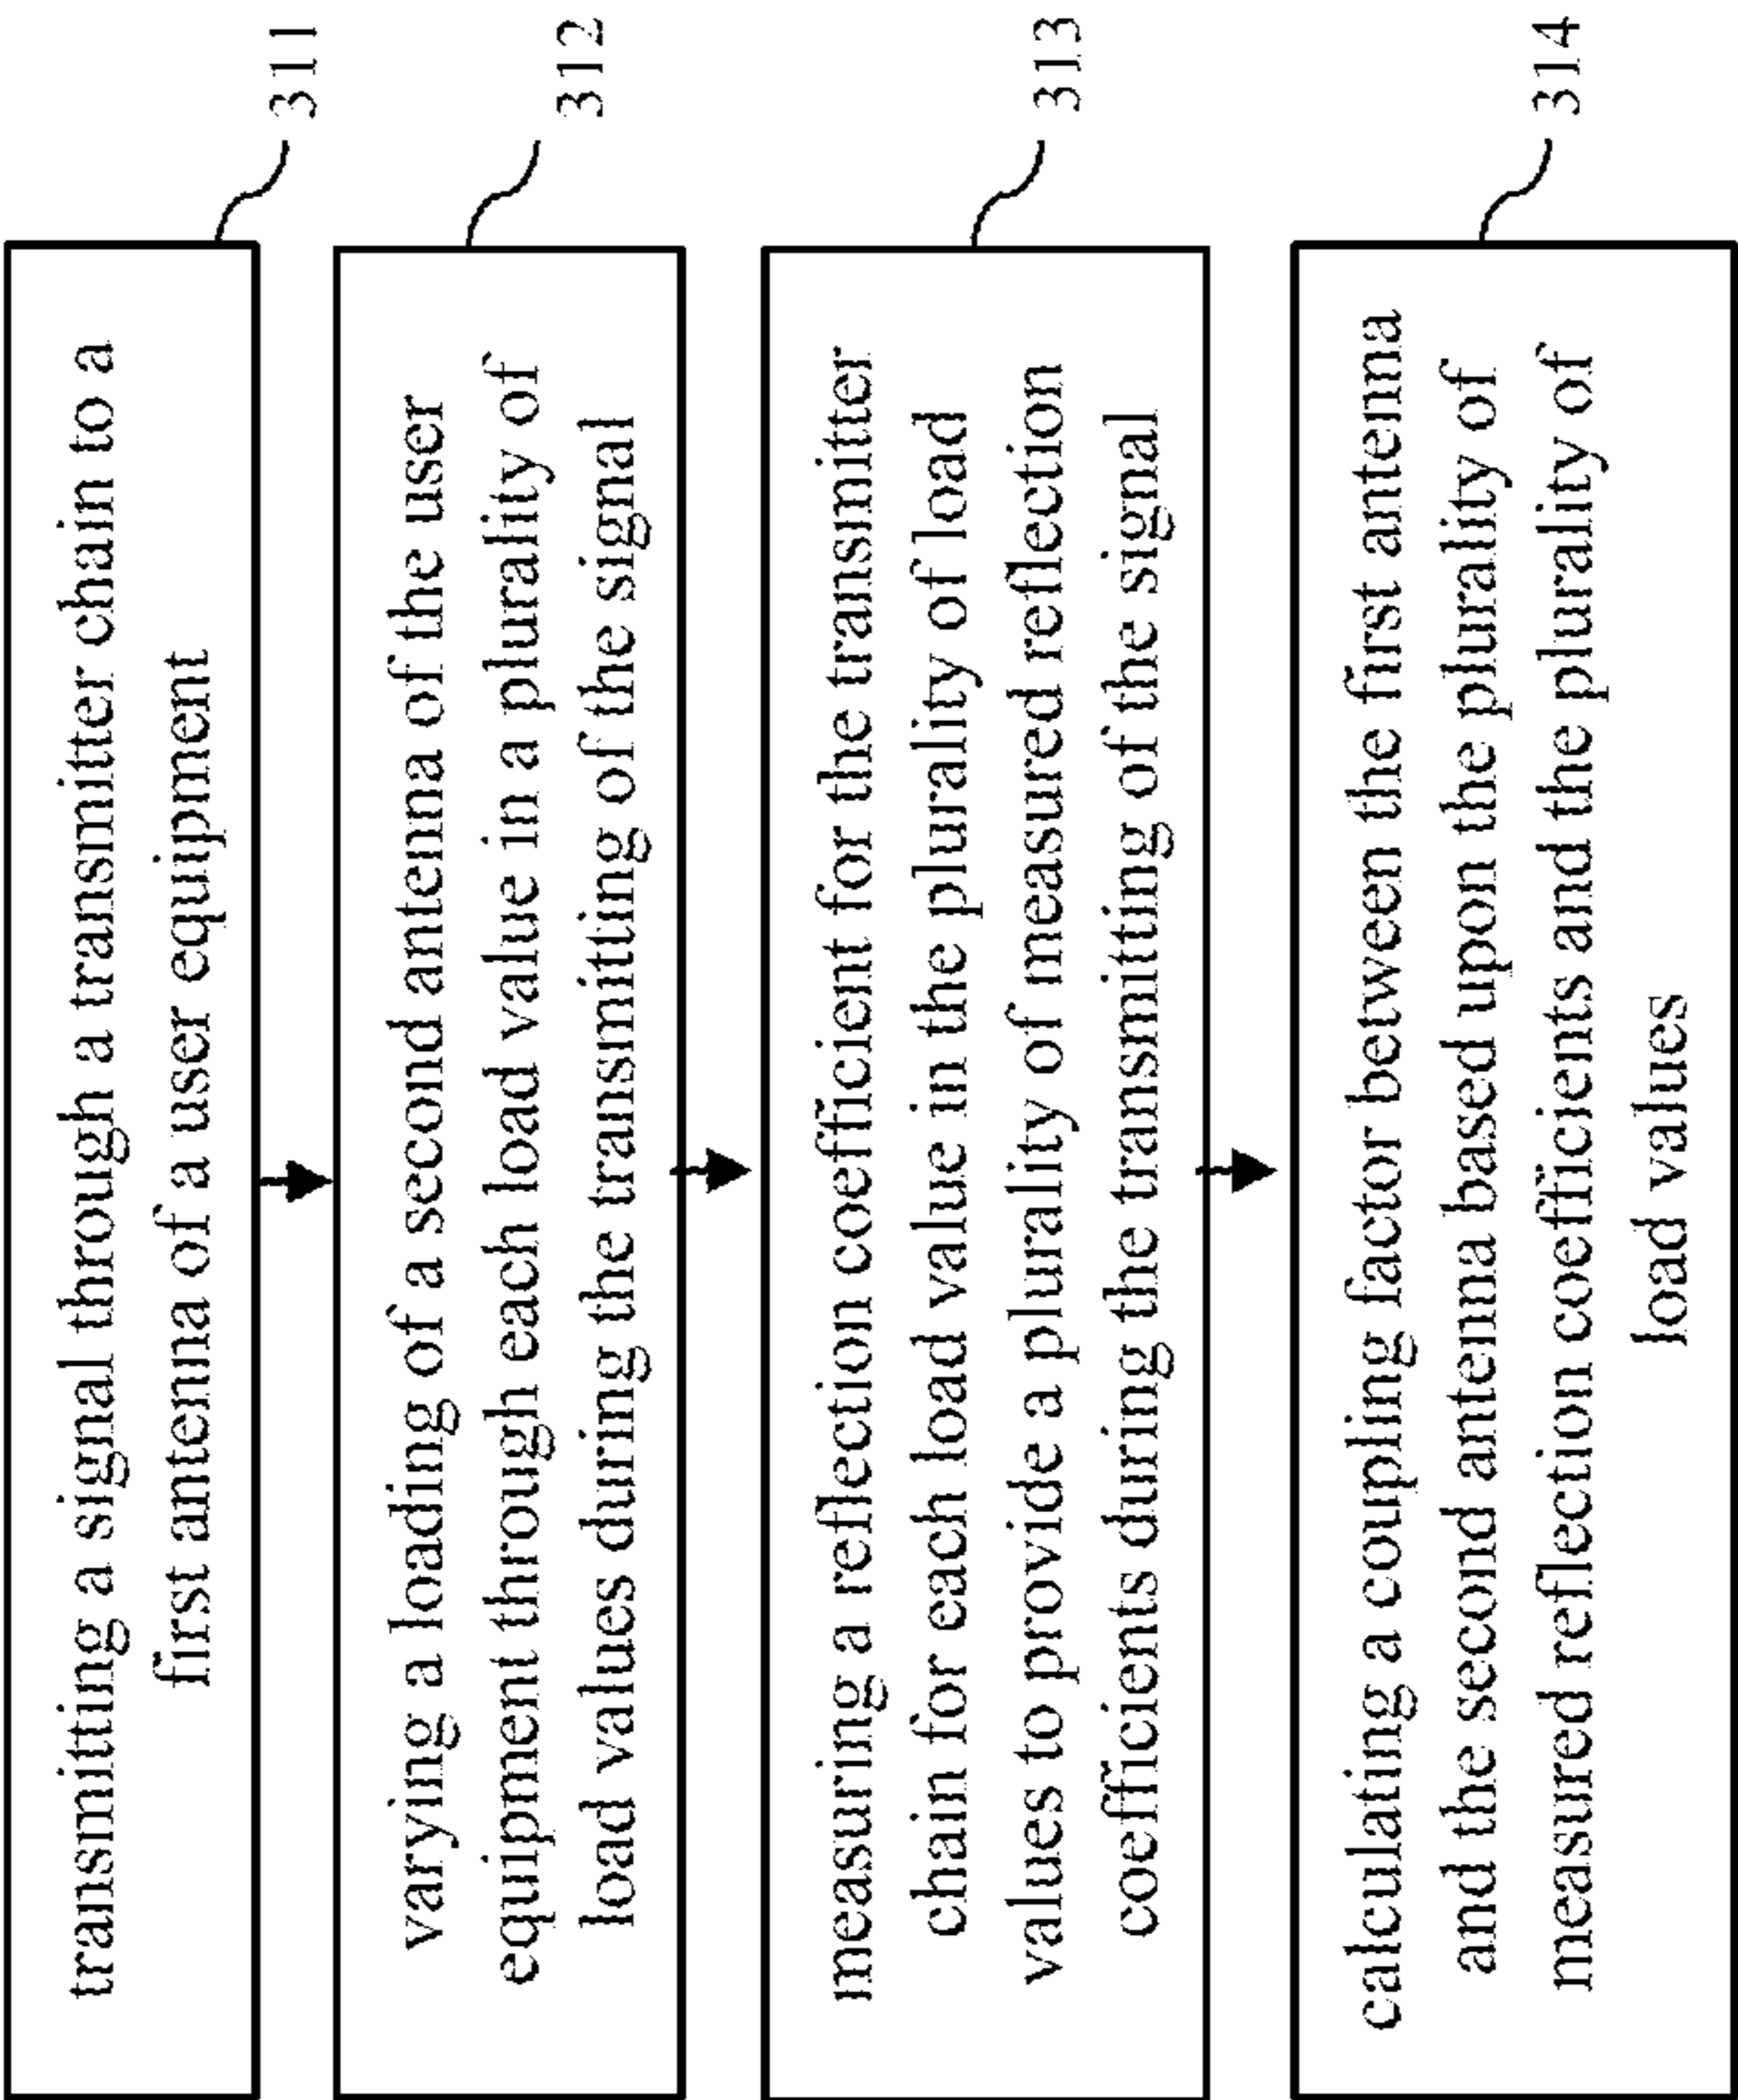 transmitting a signal through a transmitter chain to a
first antenna of a user equipment
311
varying a loading of a second antenna of the user
equipment through each load value in a plurality of
load values during the transmitting of the signal
312
measuring a reflection coefficient for the transmitter
chain for each load value in the plurality of load
values to provide a plurality of measured reflection
coefficients during the transmitting of the signal
313
calculating a coupling factor between the first antenna
and the second antenna based upon the plurality of
measured reflection coefficients and the plurality of
load values
314